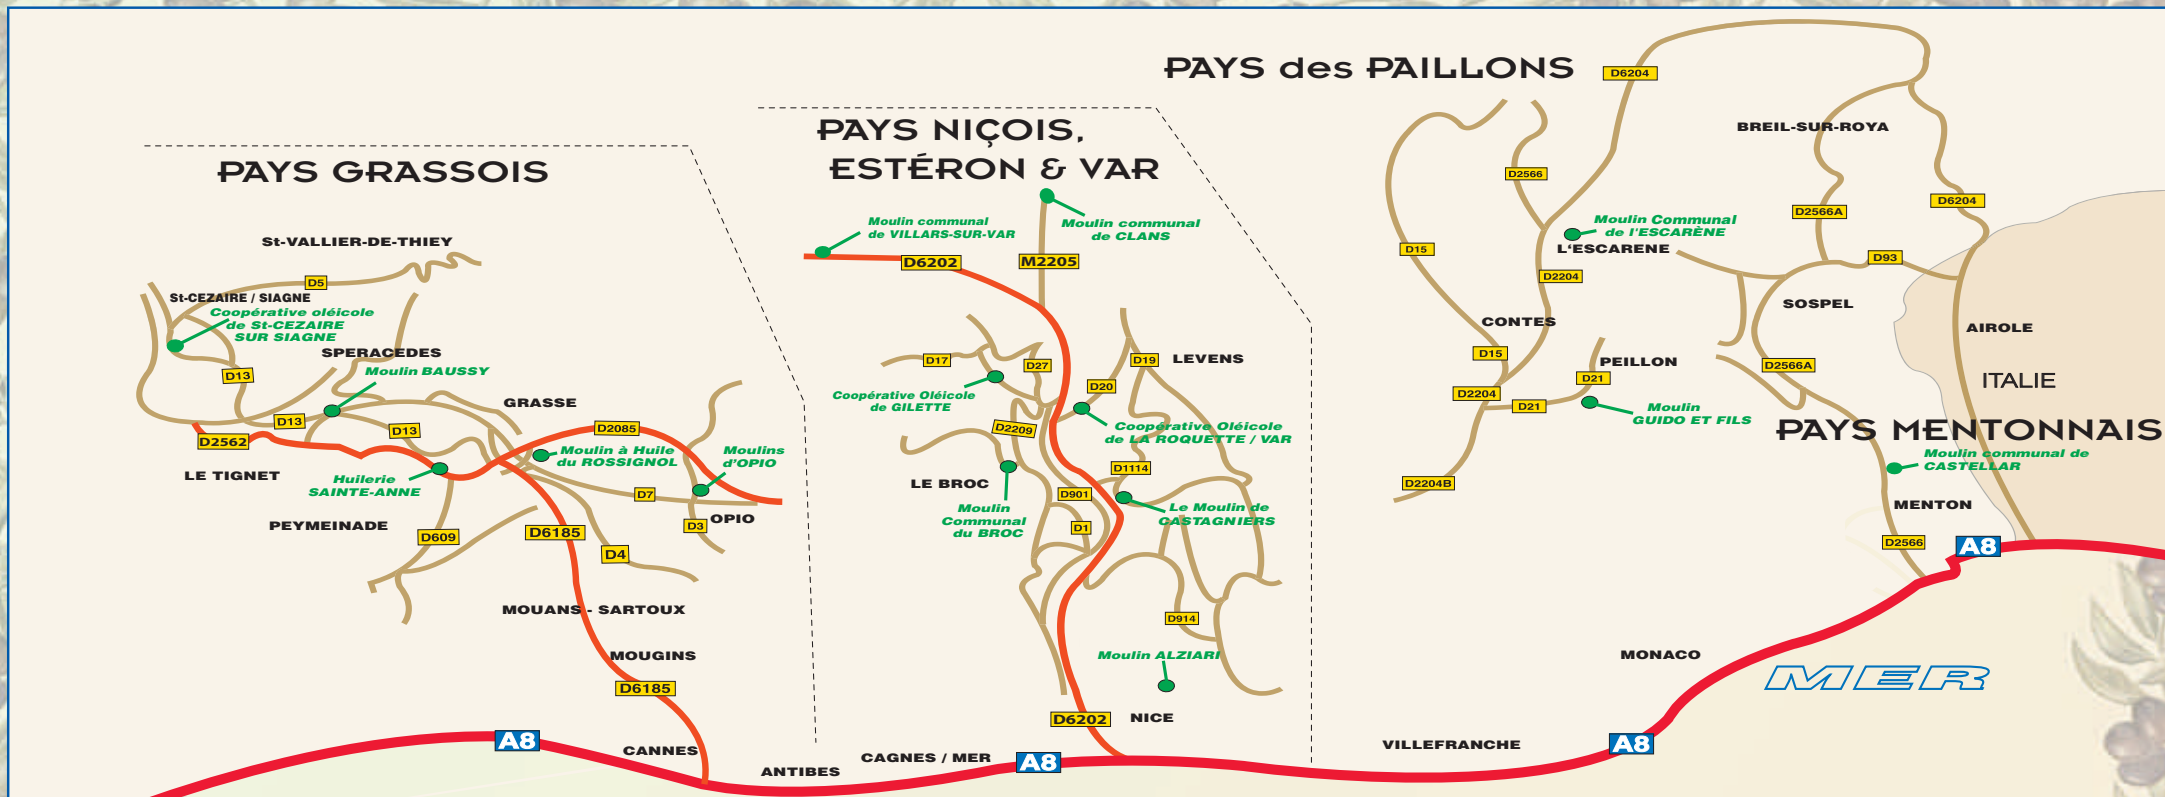 PAYS GRASSOIS
St-VALLIER-DE-THIEY
D5
St-CEZAIRE / SIAGNE
Coopérative oléicole
de St-CEZAIRE
SUR SIAGNE
SPERACEDES
D13
Moulin BAUSSY
GRASSE
D13
D13
D2562
D2085
LE TIGNET
Huilerie
SAINTE-ANNE
Moulin à Huile
du ROSSIGNOL
Moulins
d'OPIO
D7
OPIO
D3
PEYMEINADE
D609
D6185
D4
MOUANS - SARTOUX
MOUGINS
D6185
A8
CANNES
ANTIBES
PAYS NIÇOIS,
ESTÉRON & VAR
Moulin communal
de VILLARS-SUR-VAR
Moulin communal
de CLANS
D6202
M2205
D17
D27
D19
LEVENS
Coopérative Oléicole
de GILETTE
D20
D2209
Coopérative Oléicole
de LA ROQUETTE / VAR
D1114
LE BROC
D901
Moulin
Communal
du BROC
Le Moulin de
CASTAGNIERS
D1
D914
Moulin ALZIARI
D6202
NICE
CAGNES / MER
A8
PAYS des PAILLONS
D6204
BREIL-SUR-ROYA
D2566
D2566A
D6204
Moulin Communal
de l'ESCARÈNE
L'ESCARENE
D15
D93
D2204
SOSPEL
CONTES
AIROLE
D15
PEILLON
D2566A
D21
ITALIE
D2204
D21
Moulin
GUIDO ET FILS
PAYS MENTONNAIS
Moulin communal de
CASTELLAR
D2204B
MENTON
D2566
A8
MONACO
MER
VILLEFRANCHE
A8